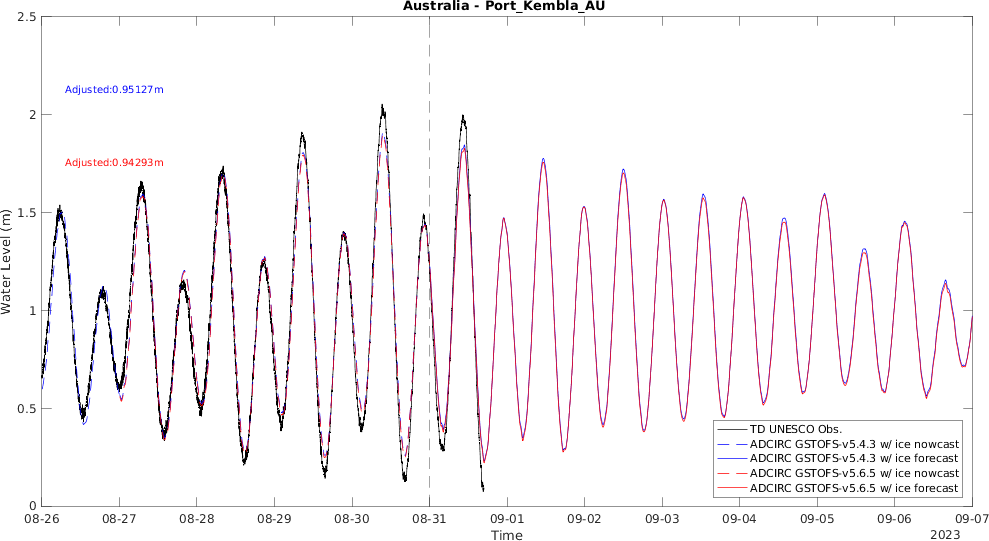 Australia - Port_Kembla_AU
2.5
2
1.5
1
0.5
0
Water Level (m)
Adjusted:0.95127m
Adjusted:0.94293m
TD UNESCO Obs.
ADCIRC GSTOFS-v5.4.3 w/ ice nowcast
ADCIRC GSTOFS-v5.4.3 w/ ice forecast
ADCIRC GSTOFS-v5.6.5 w/ ice nowcast
ADCIRC GSTOFS-v5.6.5 w/ ice forecast
08-26 08-27 08-28 08-29 08-30 08-31 09-01 09-02 09-03 09-04 09-05 09-06 09-07
Time
2023